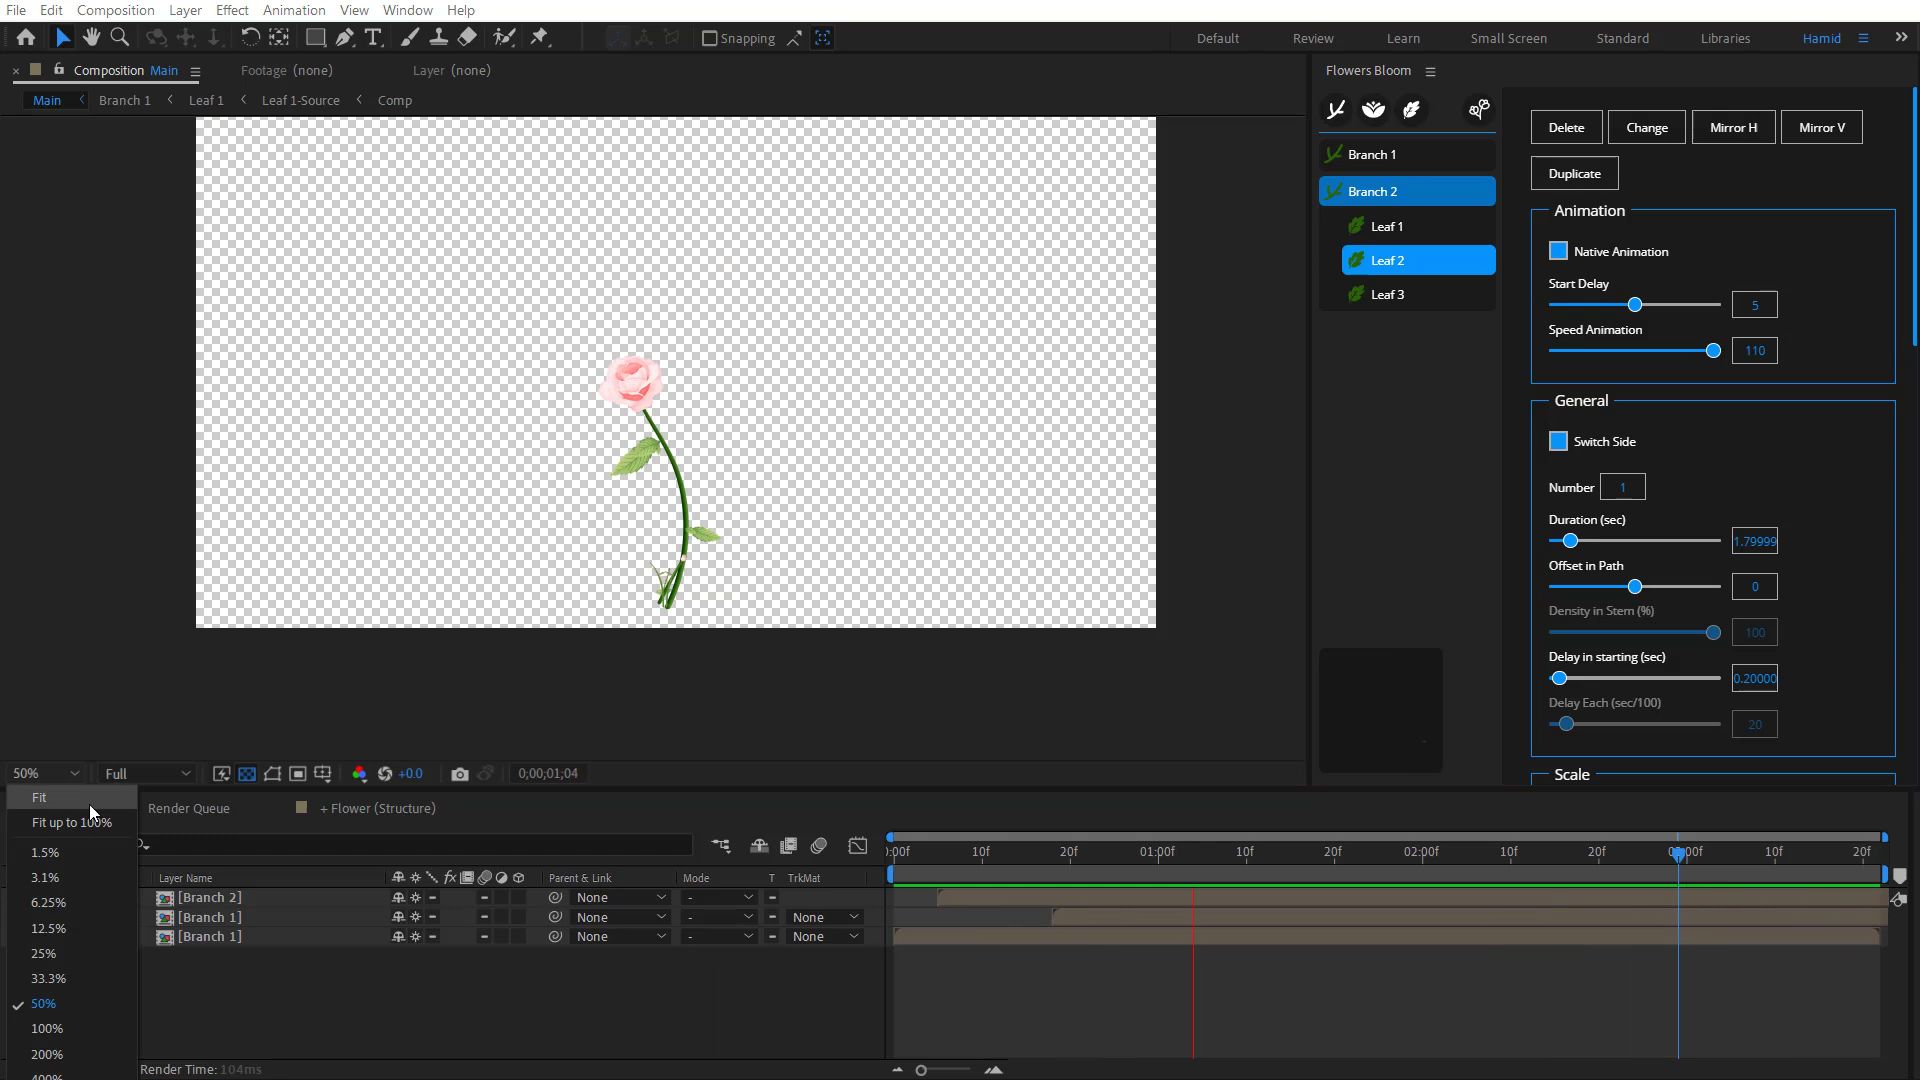 File Edit Composition Layer Effect Animation View Window Help
Snapping
Default Review Learn Small Screen Standard Libraries Hamid
Composition Main Footage (none) Layer (none)
Main Branch 1 Leaf 1 Leaf 1-Source Comp
Flowers Bloom
Branch 1
Branch 2
Leaf 1
Leaf 2
Leaf 3
Delete Change Mirror H Mirror V
Duplicate
Animation
Native Animation
Start Delay
5
Speed Animation
110
General
Switch Side
Number 1
Duration (sec)
1.79999
Offset in Path
0
Density in Stem (%)
100
Delay in starting (sec)
0.20000
Delay Each (sec/100)
20
Scale
50% Full +0.0 0;00;01;04
Fit
Fit up to 100%
1.5%
3.1%
6.25%
12.5%
25%
33.3%
50%
100%
200%
400%
Render Queue + Flower (Structure)
:00f 10f 20f 01:00f 10f 20f 02:00f 10f 20f 10f 20f
Layer Name fx Parent & Link Mode T TrkMat
[Branch 2] None -
[Branch 1] None - None
[Branch 1] None - None
Render Time: 104ms